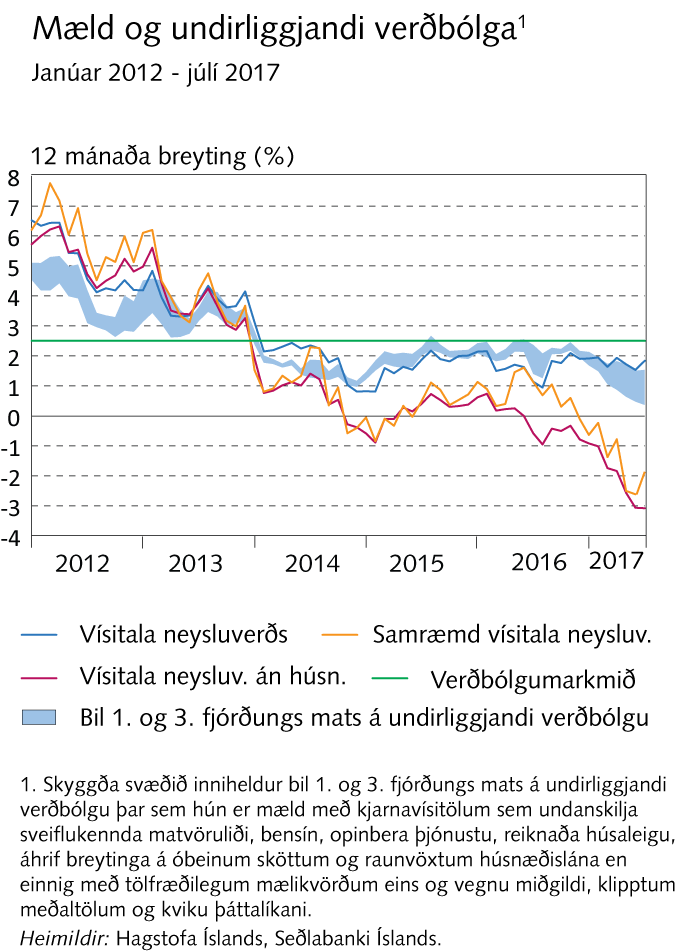 Mæld og undirliggjandi verðbólga¹
Janúar 2012 - júlí 2017
12 mánaða breyting (%)
8
7
6
5
4
3
2
1
0
-1
-2
-3
-4
2012 2013 2014 2015 2016 2017
Vísitala neysluverðs Samræmd vísitala neysluv.
Vísitala neysluv. án húsn. Verðbólgumarkmið
Bil 1. og 3. fjórðungs mats á undirliggjandi verðbólgu
1. Skyggða svæðið inniheldur bil 1. og 3. fjórðungs mats á undirliggjandi
verðbólgu þar sem hún er mæld með kjarnavísitölum sem undanskilja
sveiflukennda matvöruliði, bensín, opinbera þjónustu, reiknaða húsaleigu,
áhrif breytinga á óbeinum sköttum og raunvöxtum húsnæðislána en
einnig með tölfræðilegum mælikvörðum eins og vegnu miðgildi, klipptum
meðaltölum og kviku þáttalíkani.
Heimildir: Hagstofa Íslands, Seðlabanki Íslands.